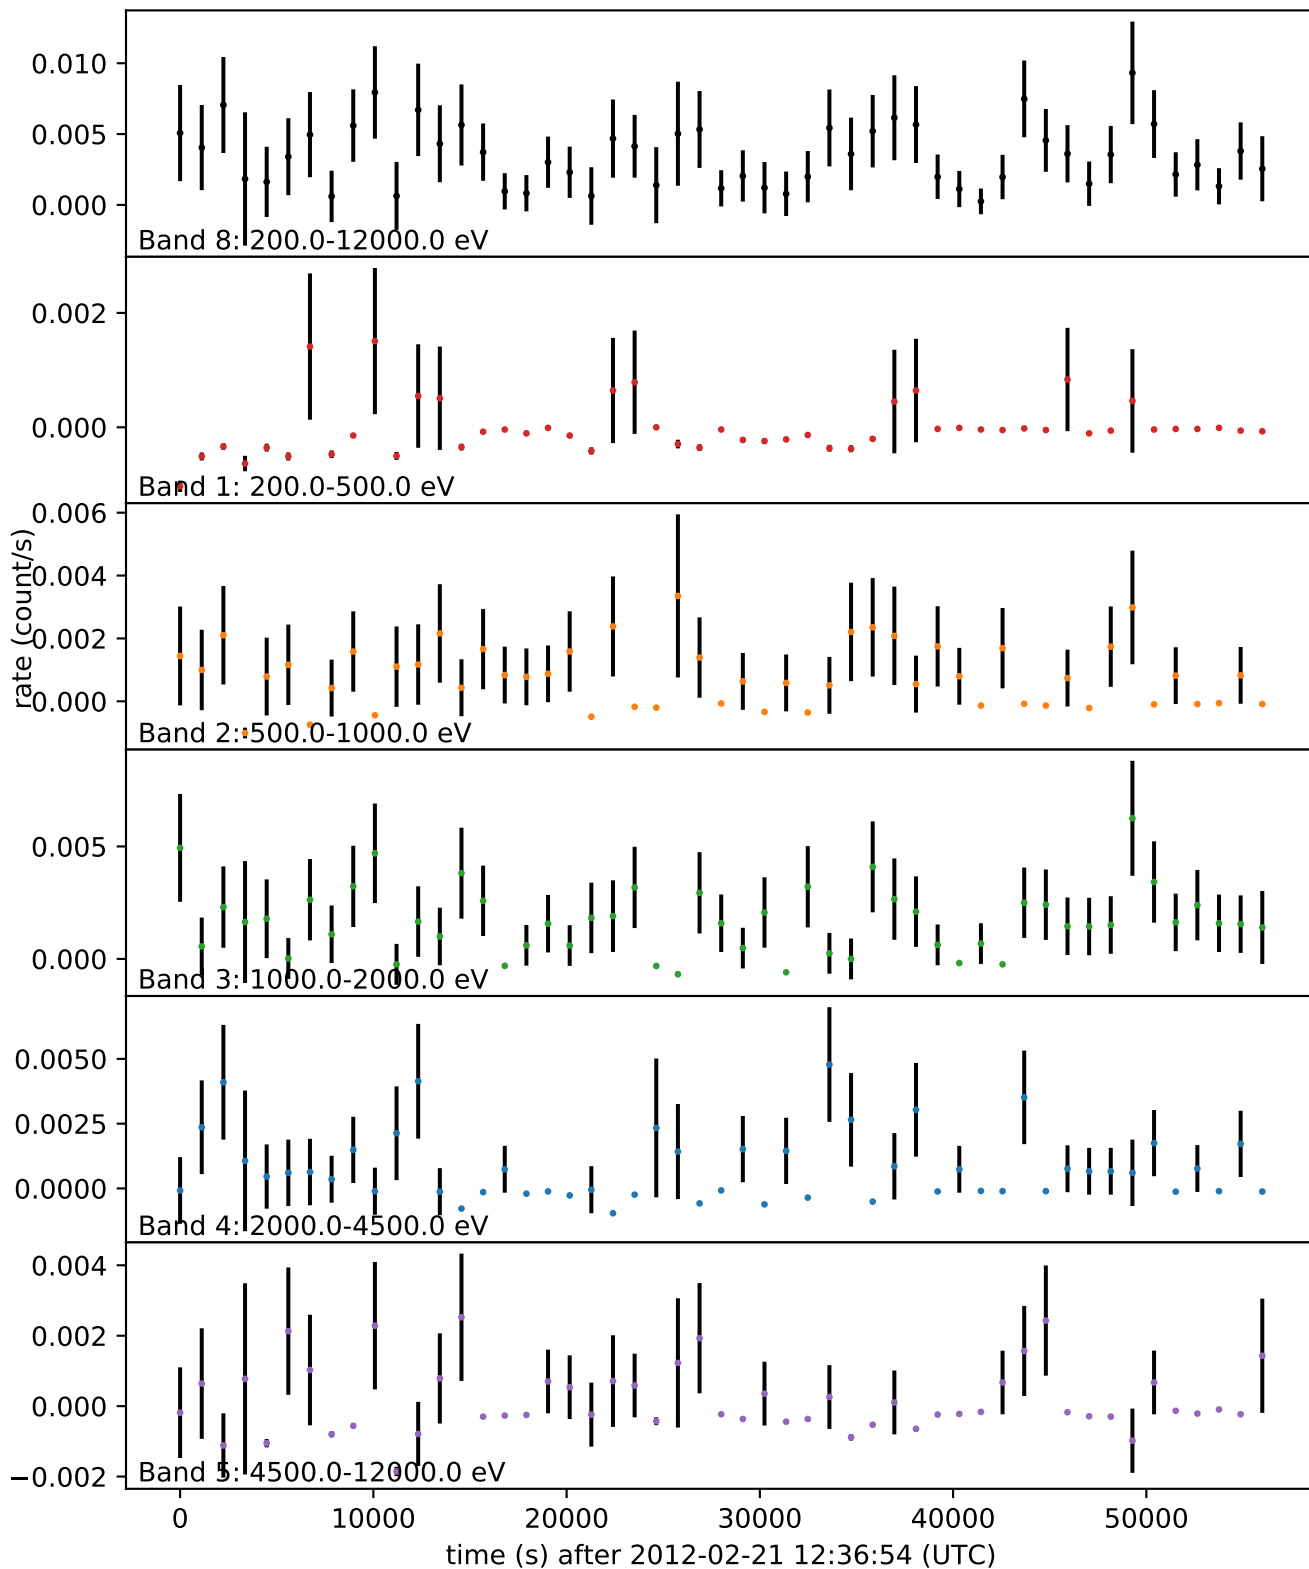 0.010
0.005
0.000
Band 8: 200.0-12000.0 eV
0.002
0.000
Band 1: 200.0-500.0 eV
rate (count/s)
0.006
0.004
0.002
0.000
Band 2: 500.0-1000.0 eV
0.005
0.000
Band 3: 1000.0-2000.0 eV
0.0050
0.0025
0.0000
Band 4: 2000.0-4500.0 eV
0.004
0.002
0.000
−0.002
Band 5: 4500.0-12000.0 eV
0 10000 20000 30000 40000 50000
time (s) after 2012-02-21 12:36:54 (UTC)